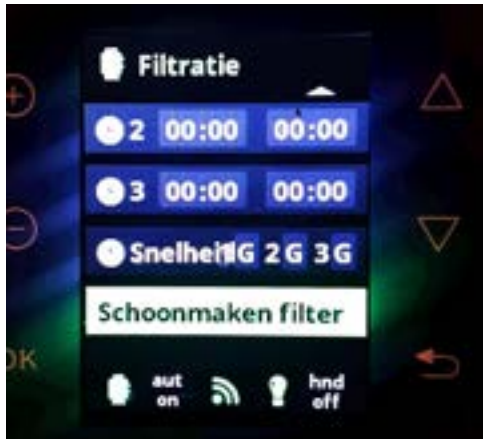 Filtratie
2 00:00 00:00
3 00:00 00:00
Snelheid 1G 2G 3G
Schoonmaken filter
OK
aut on hnd off